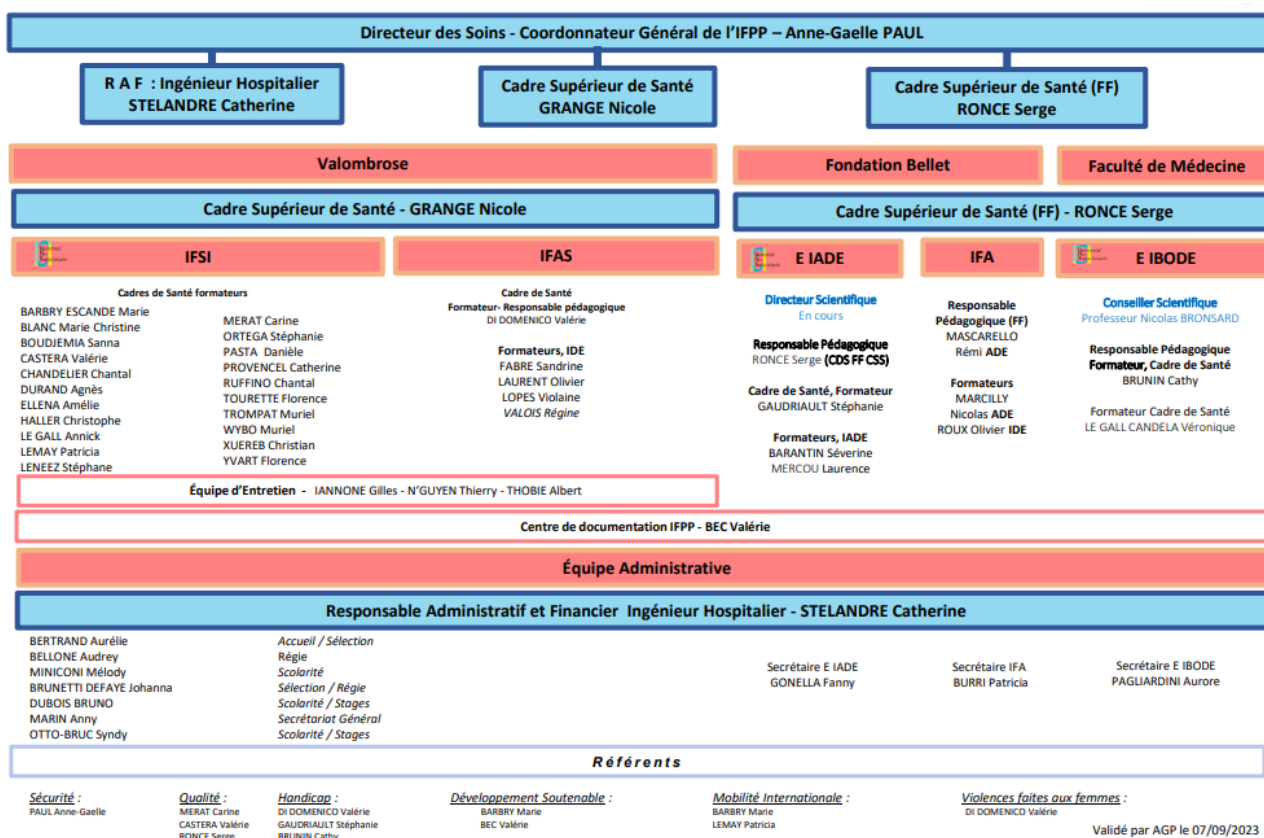 Directeur des Soins - Coordonnateur Général de l'IFPP – Anne-Gaelle PAUL
R A F : Ingénieur Hospitalier
STELANDRE Catherine
Cadre Supérieur de Santé
GRANGE Nicole
Cadre Supérieur de Santé (FF)
RONCE Serge
Valombrose
Fondation Bellet
Faculté de Médecine
Cadre Supérieur de Santé - GRANGE Nicole
Cadre Supérieur de Santé (FF) - RONCE Serge
IFSI
IFAS
E IADE
IFA
E IBODE
Cadres de Santé formateurs
BARBRY ESCANDE Marie
BLANC Marie Christine
BOUDJEMIA Sanna
CASTERA Valérie
CHANDELIER Chantal
DURAND Agnès
ELLENA Amélie
HALLER Christophe
LE GALL Annick
LEMAY Patricia
LENEEZ Stéphane
MERAT Carine
ORTEGA Stéphanie
PASTA Danièle
PROVENCEL Catherine
RUFFINO Chantal
TOURETTE Florence
TROMPAT Muriel
WYBO Muriel
XUEREB Christian
YVART Florence
Cadre de Santé
Formateur- Responsable pédagogique
DI DOMENICO Valérie
Formateurs, IDE
FABRE Sandrine
LAURENT Olivier
LOPES Violaine
VALOIS Régine
Directeur Scientifique
En cours
Responsable Pédagogique
RONCE Serge (CDS FF CSS)
Cadre de Santé, Formateur
GAUDRIAULT Stéphanie
Formateurs, IADE
BARANTIN Séverine
MERCOU Laurence
Responsable
Pédagogique (FF)
MASCARELLO
Rémi ADE
Formateurs
MARCILLY
Nicolas ADE
ROUX Olivier IDE
Conseiller Scientifique
Professeur Nicolas BRONSARD
Responsable Pédagogique
Formateur, Cadre de Santé
BRUNIN Cathy
Formateur Cadre de Santé
LE GALL CANDELA Véronique
Équipe d'Entretien - IANNONE Gilles - N'GUYEN Thierry - THOBIE Albert
Centre de documentation IFPP - BEC Valérie
Équipe Administrative
Responsable Administratif et Financier Ingénieur Hospitalier - STELANDRE Catherine
BERTRAND Aurélie Accueil / Sélection
BELLONE Audrey Régie
MINICONI Mélody Scolarité
BRUNETTI DEFAYE Johanna Sélection / Régie
DUBOIS BRUNO Scolarité / Stages
MARIN Anny Secrétariat Général
OTTO-BRUC Syndy Scolarité / Stages
Secrétaire E IADE
GONELLA Fanny
Secrétaire IFA
BURRI Patricia
Secrétaire E IBODE
PAGLIARDINI Aurore
Référents
Sécurité :
PAUL Anne-Gaelle
Qualité :
MERAT Carine
CASTERA Valérie
RONCE Serge
Handicap :
DI DOMENICO Valérie
GAUDRIAULT Stéphanie
BRUNIN Cathy
Développement Soutenable :
BARBRY Marie
BEC Valérie
Mobilité Internationale :
BARBRY Marie
LEMAY Patricia
Violences faites aux femmes :
DI DOMENICO Valérie
Validé par AGP le 07/09/2023